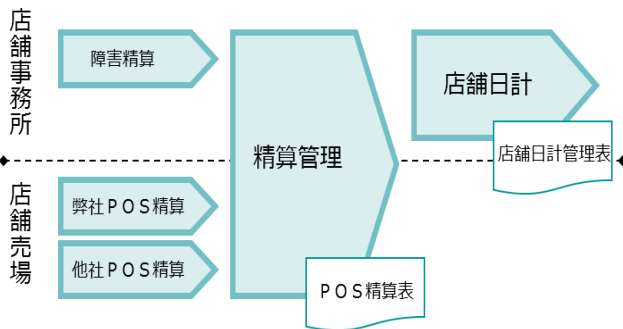 店舗事務所
障害精算
店舗日計
店舗日計管理表
精算管理
店舗売場
弊社ＰＯＳ精算
他社ＰＯＳ精算
ＰＯＳ精算表